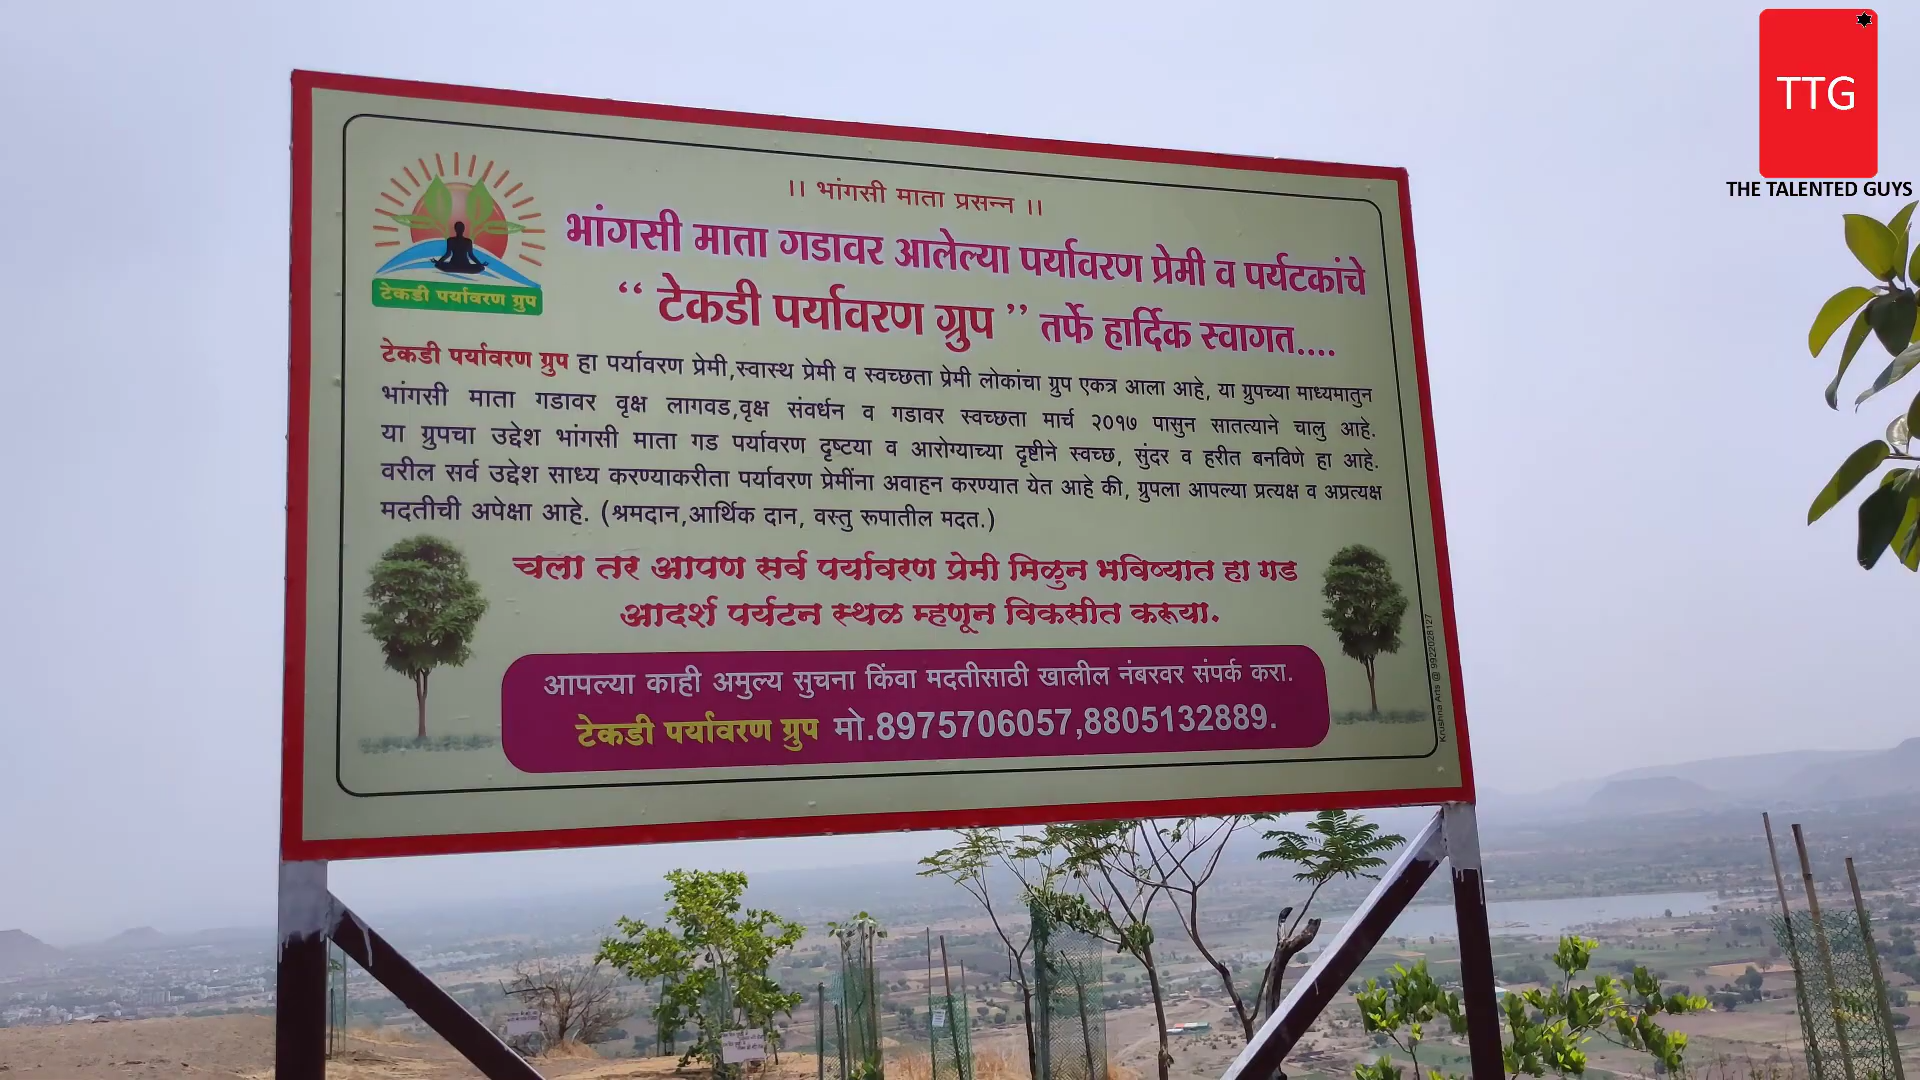 TTG
THE TALENTED GUYS
।। भांगसी माता प्रसन्न ।।
भांगसी माता गडावर आलेल्या पर्यावरण प्रेमी व पर्यटकांचे
“ टेकडी पर्यावरण ग्रुप ” तर्फे हार्दिक स्वागत....
टेकडी पर्यावरण ग्रुप
टेकडी पर्यावरण ग्रुप हा पर्यावरण प्रेमी,स्वास्थ प्रेमी व स्वच्छता प्रेमी लोकांचा ग्रुप एकत्र आला आहे, या ग्रुपच्या माध्यमातुन
भांगसी माता गडावर वृक्ष लागवड,वृक्ष संवर्धन व गडावर स्वच्छता मार्च २०१७ पासुन सातत्याने चालु आहे.
या ग्रुपचा उद्देश भांगसी माता गड पर्यावरण दृष्टया व आरोग्याच्या दृष्टीने स्वच्छ, सुंदर व हरीत बनविणे हा आहे.
वरील सर्व उद्देश साध्य करण्याकरीता पर्यावरण प्रेमींना अवाहन करण्यात येत आहे की, ग्रुपला आपल्या प्रत्यक्ष व अप्रत्यक्ष
मदतीची अपेक्षा आहे. (श्रमदान,आर्थिक दान, वस्तु रूपातील मदत.)
चला तर आपण सर्व पर्यावरण प्रेमी मिळुन भविष्यात हा गड
आदर्श पर्यटन स्थळ म्हणून विकसीत करूया.
आपल्या काही अमुल्य सुचना किंवा मदतीसाठी खालील नंबरवर संपर्क करा.
टेकडी पर्यावरण ग्रुप मो.8975706057,8805132889.
Krushna Arts @ 9922028127